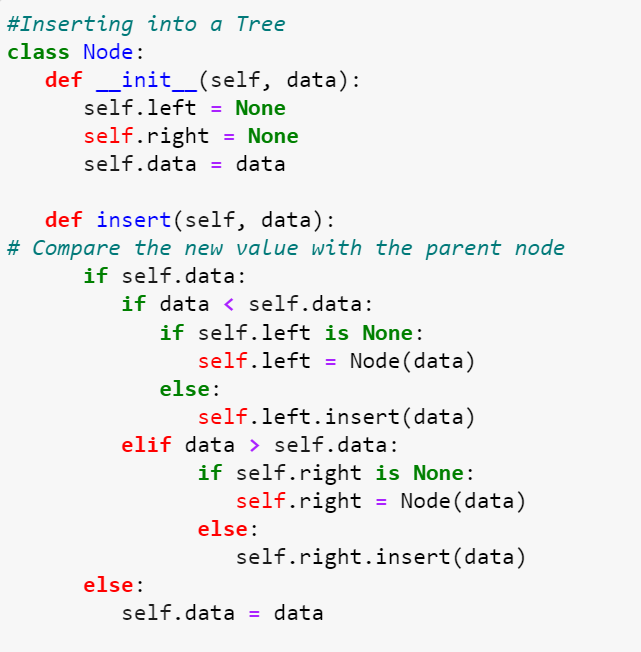 #Inserting into a Tree
class Node:
   def __init__(self, data):
      self.left = None
      self.right = None
      self.data = data

   def insert(self, data):
# Compare the new value with the parent node
      if self.data:
         if data < self.data:
            if self.left is None:
               self.left = Node(data)
            else:
               self.left.insert(data)
         elif data > self.data:
               if self.right is None:
                  self.right = Node(data)
               else:
                  self.right.insert(data)
      else:
         self.data = data